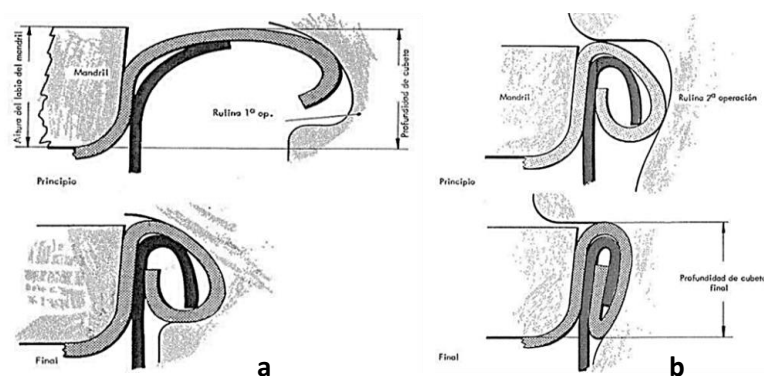 Altura del labio del mandril
Mandril
Rulina 1ª op.
Profundidad de cubeta
Principio
Final
a
Mandril
Rulina 2ª operación
Principio
Profundidad de cubeta
final
Final
b